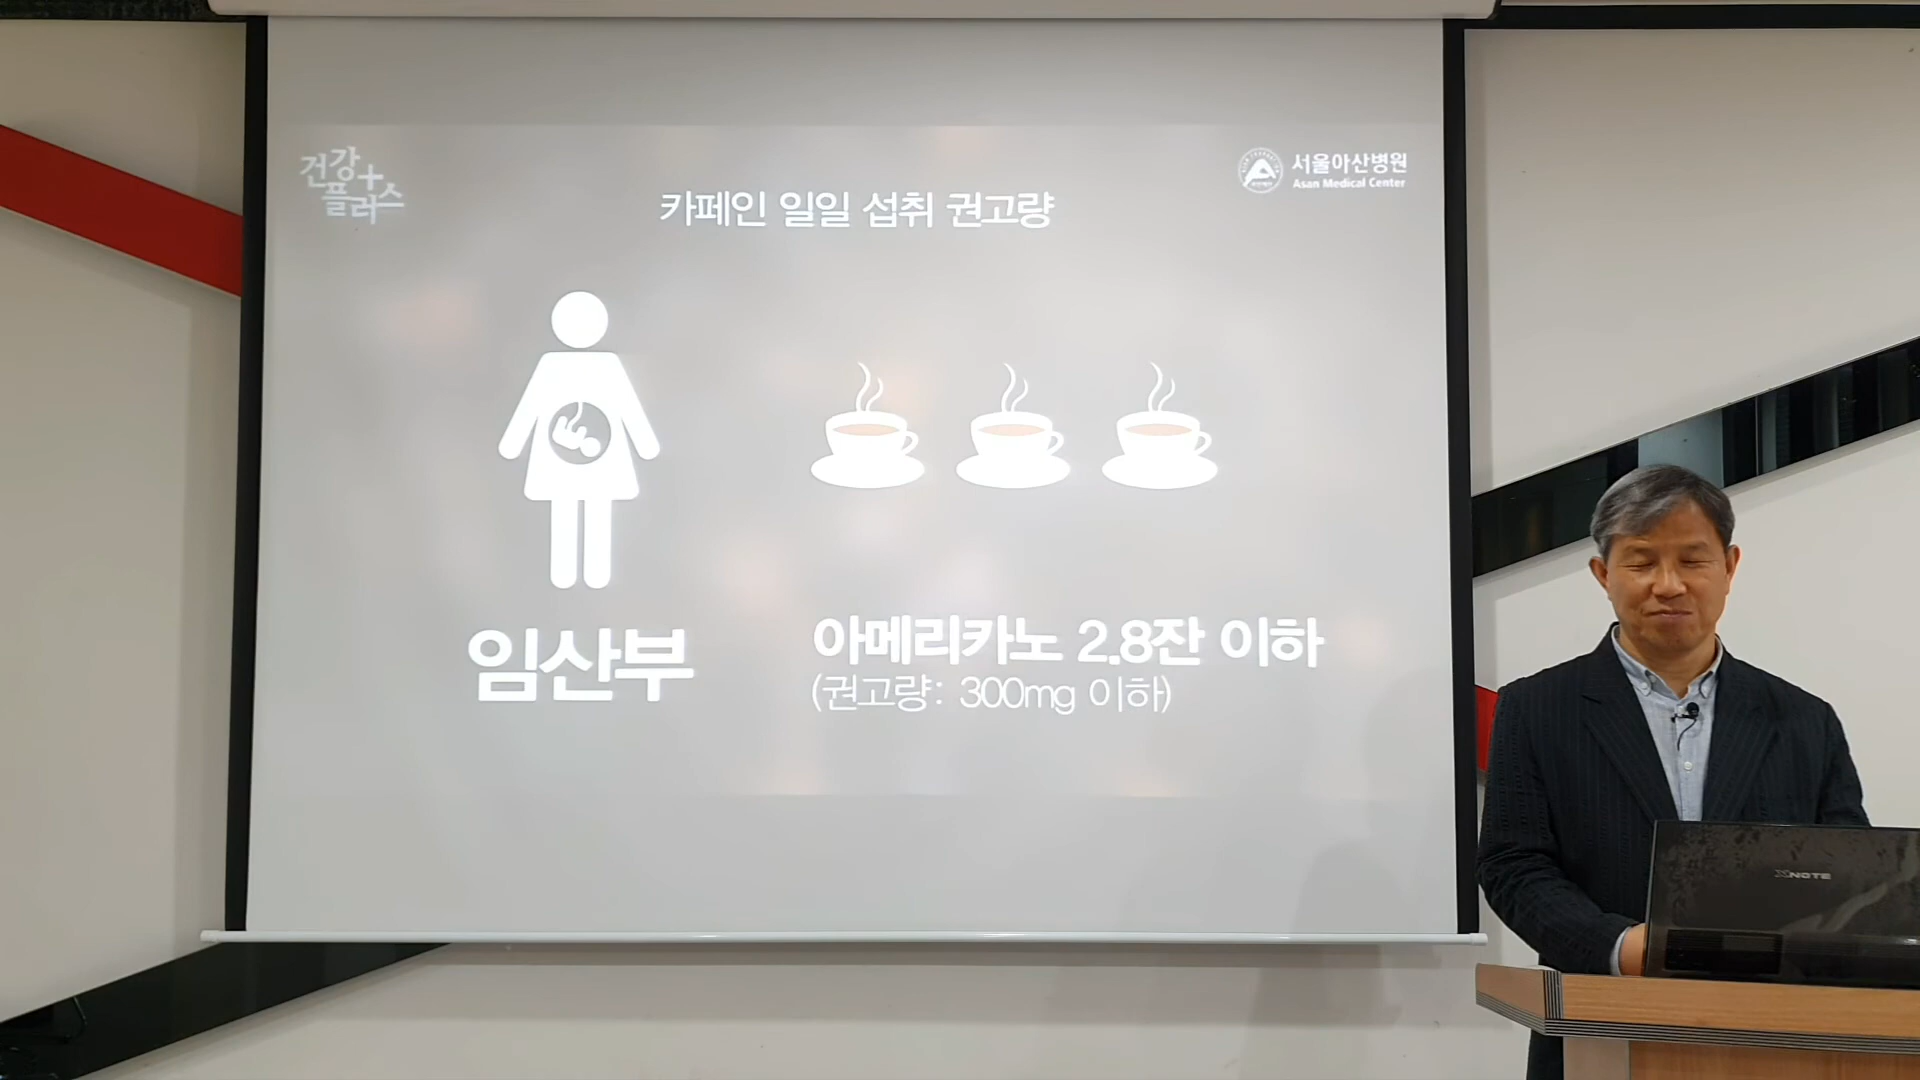 건강+
플러스
서울아산병원
Asan Medical Center
카페인 일일 섭취 권고량
임산부
아메리카노 2.8잔 이하
(권고량: 300mg 이하)
XNOTE